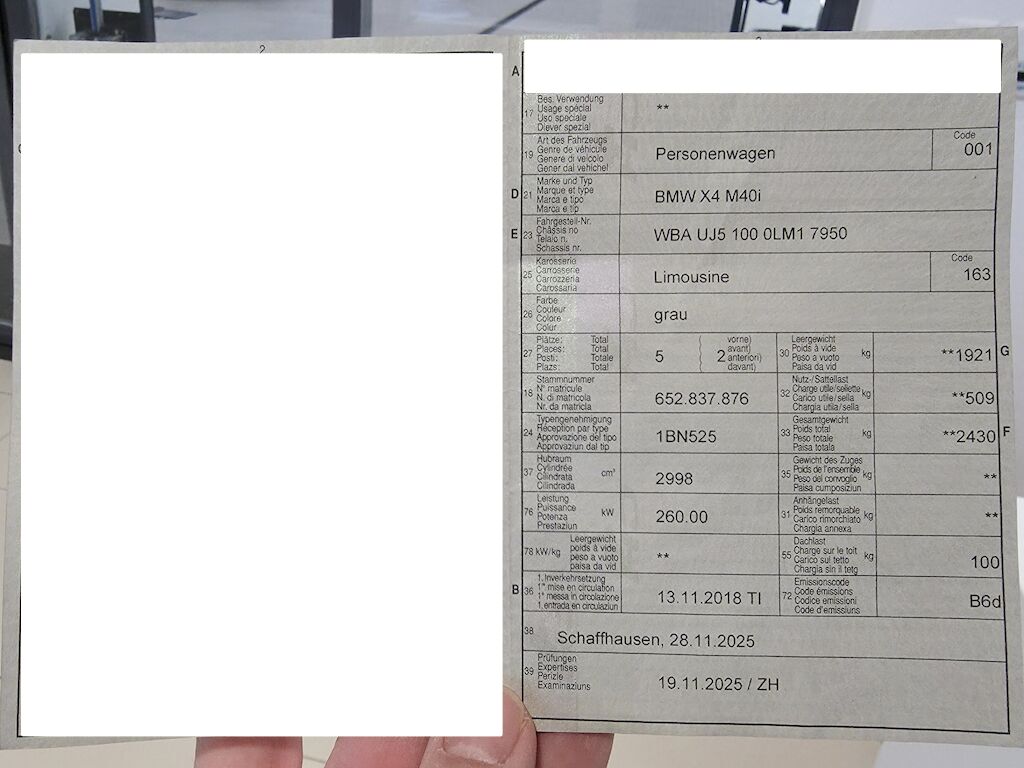 2
A
17 Bes. Verwendung
Usage spécial
Uso speciale
Diever spezial
**
19 Art des Fahrzeugs
Genre de véhicule
Genere di veicolo
Gener dal vehichel
Personenwagen
Code
001
D 21 Marke und Typ
Marque et type
Marca e tipo
Marca e tip
BMW X4 M40i
E 23 Fahrgestell-Nr.
Châssis no
Telaio n.
Schassis nr.
WBA UJ5 100 0LM1 7950
25 Karosserie
Carrosserie
Carrozzeria
Carossaria
Limousine
Code
163
26 Farbe
Couleur
Colore
Colur
grau
27 Plätze: Total
Places: Total
Posti: Totale
Plazs: Total
5
( vorne)
( avant)
( anteriori)
( davant)
2
30 Leergewicht
Poids à vide
Peso a vuoto
Paisa da vid
kg
**1921 G
18 Stammnummer
N° matricule
N. di matricola
Nr. da matricla
652.837.876
32 Nutz-/Sattellast
Charge utile/sellette
Carico utile/sella
Chargia utila/sella
kg
**509
24 Typengenehmigung
Réception par type
Approvazione del tipo
Approvaziun dal tip
1BN525
33 Gesamtgewicht
Poids total
Peso totale
Paisa totala
kg
**2430 F
37 Hubraum
Cylindrée
Cilindrata
Cilindrada
cm³
2998
35 Gewicht des Zuges
Poids de l'ensemble
Peso del convoglio
Paisa cumposiziun
kg
**
76 Leistung
Puissance
Potenza
Prestaziun
kW
260.00
31 Anhängelast
Poids remorquable
Carico rimorchiato
Chargia annexa
kg
**
78 kW/kg
Leergewicht
poids à vide
peso a vuoto
paisa da vid
**
55 Dachlast
Charge sur le toit
Carico sul tetto
Chargia sin il tetg
kg
100
B 36 1. Inverkehrsetzung
1re mise en circulation
1a messa in circolazione
1. entrada en circulaziun
13.11.2018 TI
72 Emissionscode
Code émissions
Codice emissioni
Code d'emissiuns
B6d
38 Schaffhausen, 28.11.2025
39 Prüfungen
Expertises
Perizie
Examinaziuns
19.11.2025 / ZH